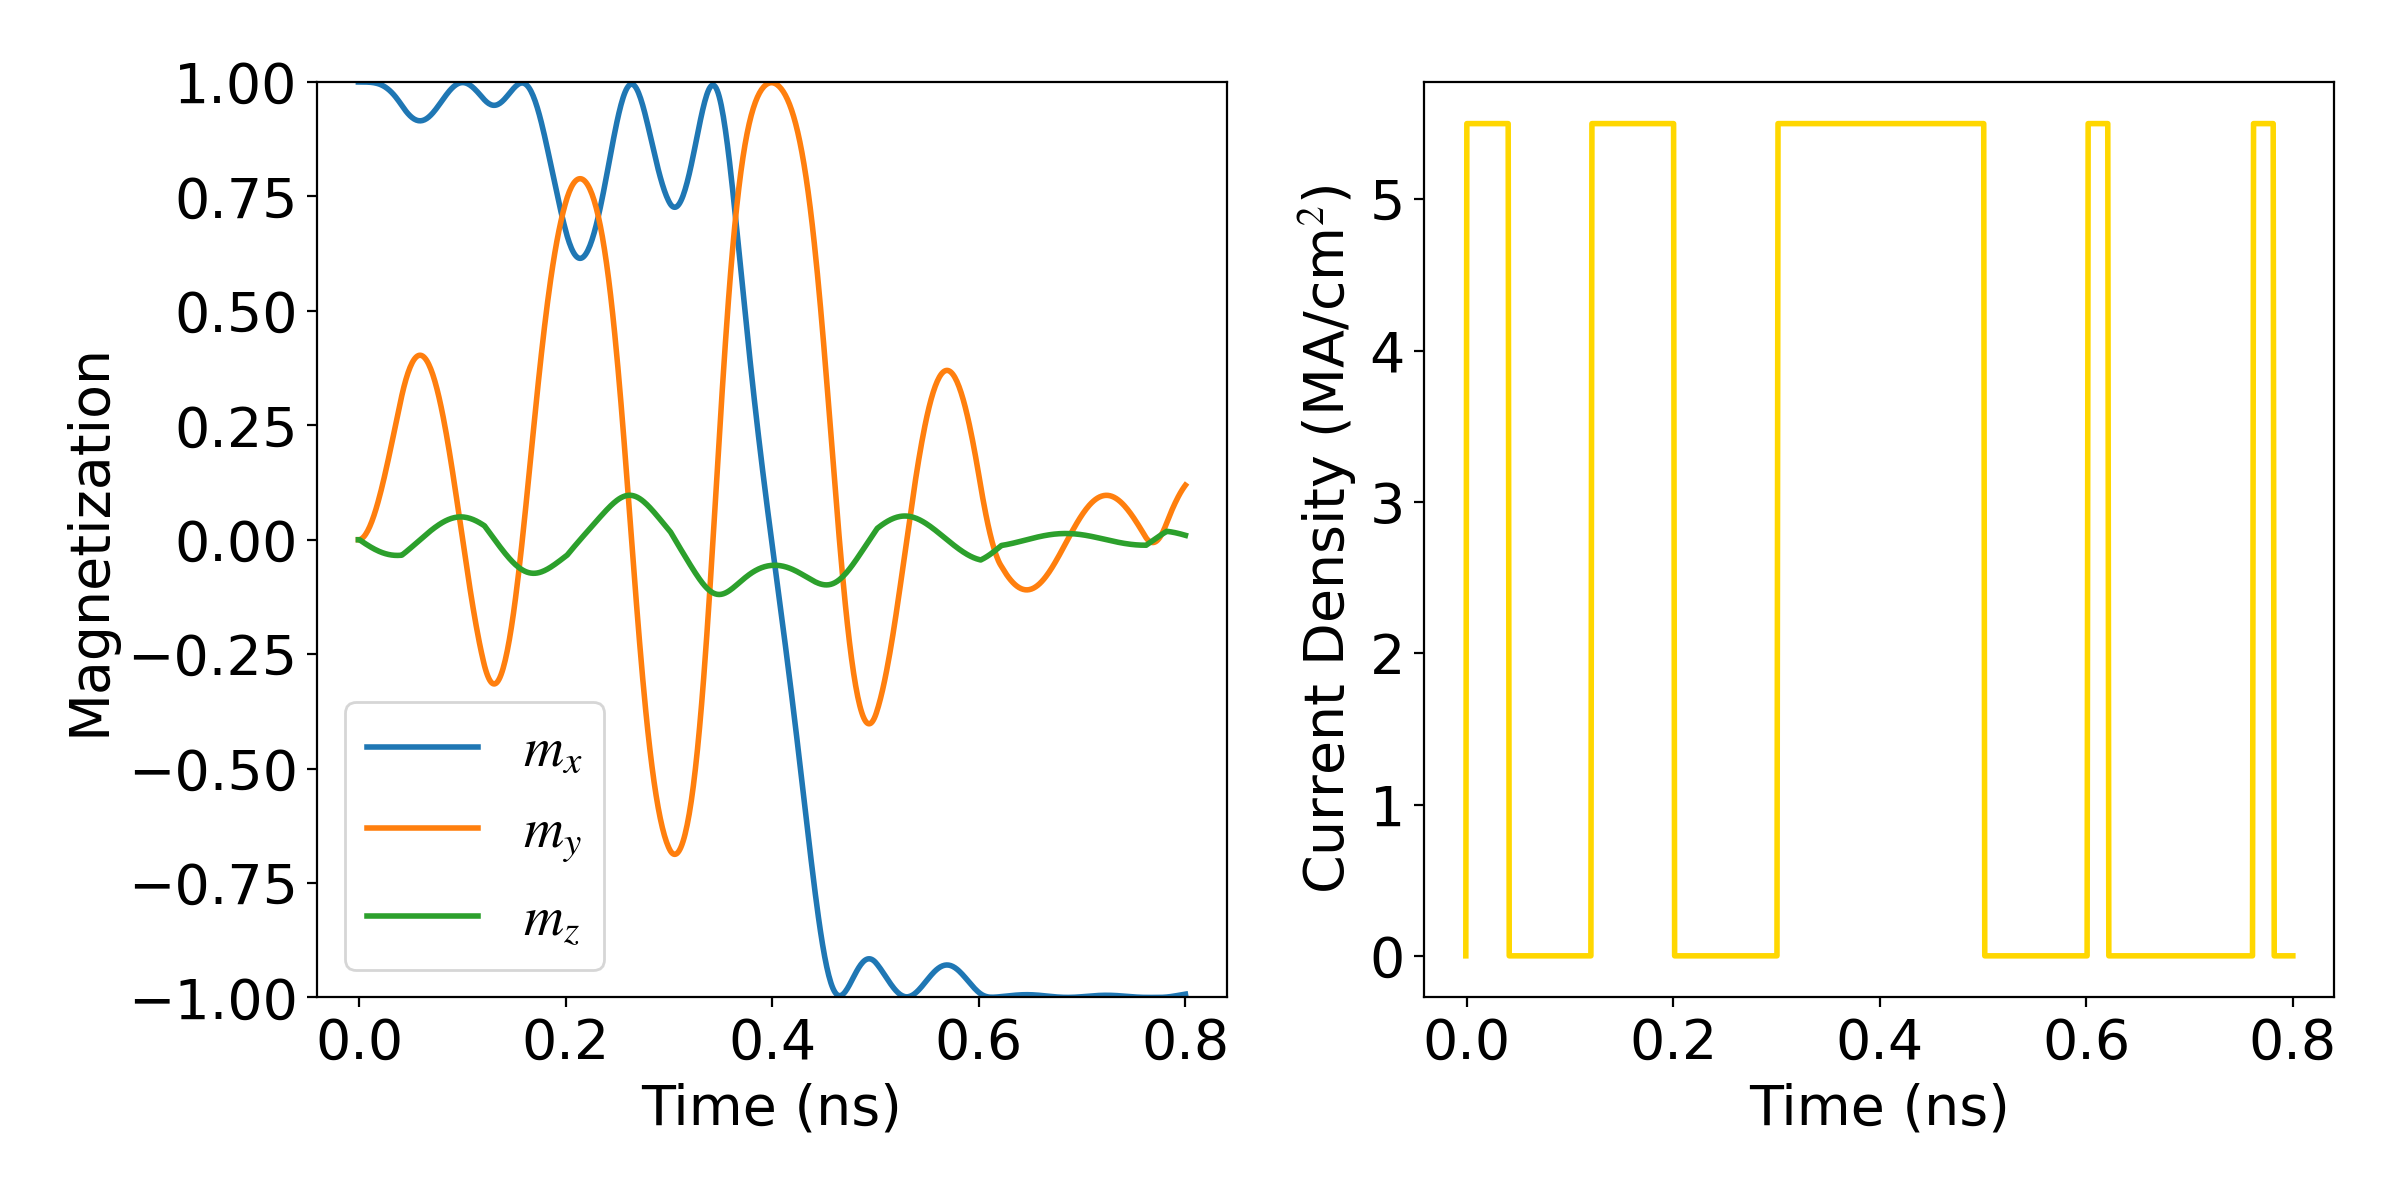 1.00
0.75
0.50
0.25
0.00
−0.25
−0.50
−0.75
−1.00
Magnetization
m_x
m_y
m_z
0.0 0.2 0.4 0.6 0.8
Time (ns)
5
4
3
2
1
0
Current Density (MA/cm²)
0.0 0.2 0.4 0.6 0.8
Time (ns)